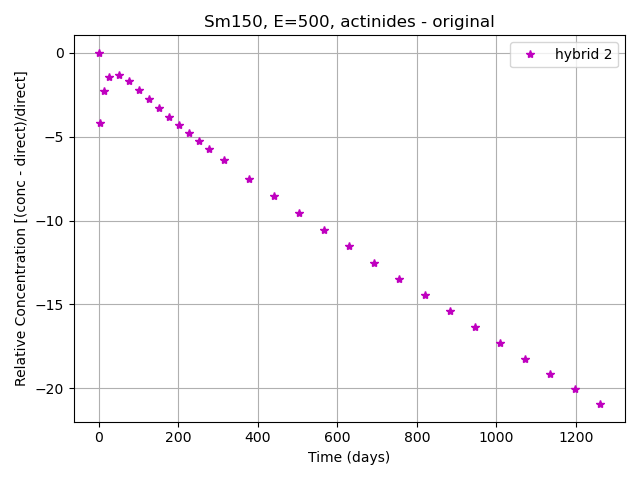 Sm150, E=500, actinides - original
hybrid 2
Relative Concentration [(conc - direct)/direct]
0
−5
−10
−15
−20
0 200 400 600 800 1000 1200
Time (days)